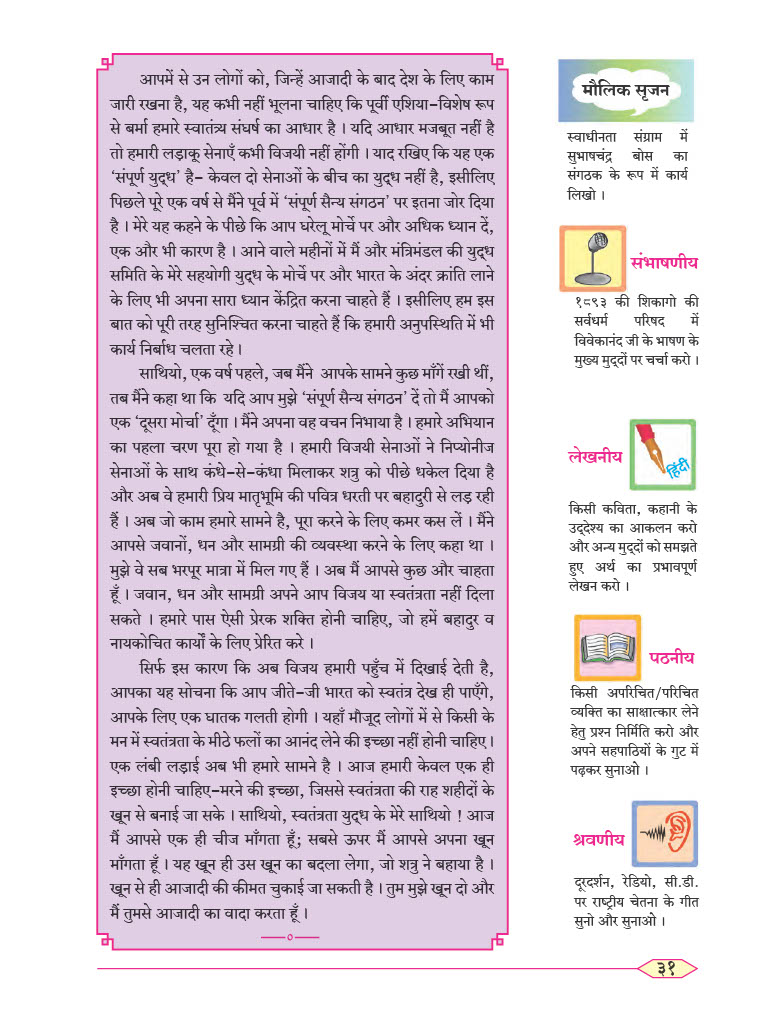 आपमें से उन लोगों को, जिन्हें आजादी के बाद देश के लिए काम
जारी रखना है, यह कभी नहीं भूलना चाहिए कि पूर्वी एशिया-विशेष रूप
से बर्मा हमारे स्वातंत्र्य संघर्ष का आधार है । यदि आधार मजबूत नहीं है
तो हमारी लड़ाकू सेनाएँ कभी विजयी नहीं होंगी । याद रखिए कि यह एक
‘संपूर्ण युद्ध’ है- केवल दो सेनाओं के बीच का युद्ध नहीं है, इसीलिए
पिछले पूरे एक वर्ष से मैंने पूर्व में ‘संपूर्ण सैन्य संगठन’ पर इतना जोर दिया
है । मेरे यह कहने के पीछे कि आप घरेलू मोर्चे पर और अधिक ध्यान दें,
एक और भी कारण है । आने वाले महीनों में मैं और मंत्रिमंडल की युद्ध
समिति के मेरे सहयोगी युद्ध के मोर्चे पर और भारत के अंदर क्रांति लाने
के लिए भी अपना सारा ध्यान केंद्रित करना चाहते हैं । इसीलिए हम इस
बात को पूरी तरह सुनिश्चित करना चाहते हैं कि हमारी अनुपस्थिति में भी
कार्य निर्बाध चलता रहे ।
साथियो, एक वर्ष पहले, जब मैंने आपके सामने कुछ माँगें रखी थीं,
तब मैंने कहा था कि यदि आप मुझे ‘संपूर्ण सैन्य संगठन’ दें तो मैं आपको
एक ‘दूसरा मोर्चा’ दूँगा । मैंने अपना वह वचन निभाया है । हमारे अभियान
का पहला चरण पूरा हो गया है । हमारी विजयी सेनाओं ने निप्योनीज
सेनाओं के साथ कंधे-से-कंधा मिलाकर शत्रु को पीछे धकेल दिया है
और अब वे हमारी प्रिय मातृभूमि की पवित्र धरती पर बहादुरी से लड़ रही
हैं । अब जो काम हमारे सामने है, पूरा करने के लिए कमर कस लें । मैंने
आपसे जवानों, धन और सामग्री की व्यवस्था करने के लिए कहा था ।
मुझे वे सब भरपूर मात्रा में मिल गए हैं । अब मैं आपसे कुछ और चाहता
हूँ । जवान, धन और सामग्री अपने आप विजय या स्वतंत्रता नहीं दिला
सकते । हमारे पास ऐसी प्रेरक शक्ति होनी चाहिए, जो हमें बहादुर व
नायकोचित कार्यों के लिए प्रेरित करे ।
सिर्फ इस कारण कि अब विजय हमारी पहुँच में दिखाई देती है,
आपका यह सोचना कि आप जीते-जी भारत को स्वतंत्र देख ही पाएँगे,
आपके लिए एक घातक गलती होगी । यहाँ मौजूद लोगों में से किसी के
मन में स्वतंत्रता के मीठे फलों का आनंद लेने की इच्छा नहीं होनी चाहिए ।
एक लंबी लड़ाई अब भी हमारे सामने है । आज हमारी केवल एक ही
इच्छा होनी चाहिए-मरने की इच्छा, जिससे स्वतंत्रता की राह शहीदों के
खून से बनाई जा सके । साथियो, स्वतंत्रता युद्ध के मेरे साथियो ! आज
मैं आपसे एक ही चीज माँगता हूँ; सबसे ऊपर मैं आपसे अपना खून
माँगता हूँ । यह खून ही उस खून का बदला लेगा, जो शत्रु ने बहाया है ।
खून से ही आजादी की कीमत चुकाई जा सकती है । तुम मुझे खून दो और
मैं तुमसे आजादी का वादा करता हूँ ।
मौलिक सृजन
स्वाधीनता संग्राम में
सुभाषचंद्र बोस का
संगठक के रूप में कार्य
लिखो ।
संभाषणीय
१८९३ की शिकागो की
सर्वधर्म परिषद में
विवेकानंद जी के भाषण के
मुख्य मुद्दों पर चर्चा करो ।
लेखनीय
हिंदी
किसी कविता, कहानी के
उद्देश्य का आकलन करो
और अन्य मुद्दों को समझते
हुए अर्थ का प्रभावपूर्ण
लेखन करो ।
पठनीय
किसी अपरिचित/परिचित
व्यक्ति का साक्षात्कार लेने
हेतु प्रश्न निर्मिति करो और
अपने सहपाठियों के गुट में
पढ़कर सुनाओ ।
श्रवणीय
दूरदर्शन, रेडियो, सी.डी.
पर राष्ट्रीय चेतना के गीत
सुनो और सुनाओ ।
३१